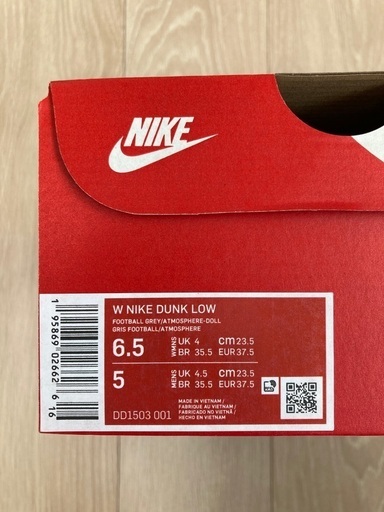 NIKE
W NIKE DUNK LOW
FOOTBALL GREY/ATMOSPHERE-DOLL
GRIS FOOTBALL/ATMOSPHERE
6.5 WMNS UK 4 cm 23.5
BR 35.5 EUR 37.5
5 MENS UK 4.5 cm 23.5
BR 35.5 EUR 37.5
DD1503 001
MADE IN VIETNAM /
FABRIQUE AU VIETNAM /
FABRICADO NO VIETNÃ /
HECHO EN VIETNAM
1 95869 02662 6 16